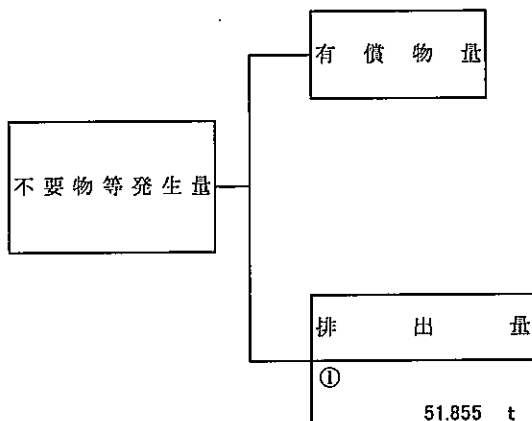 有償物量
不要物等発生量
排出量
①
51.855 t